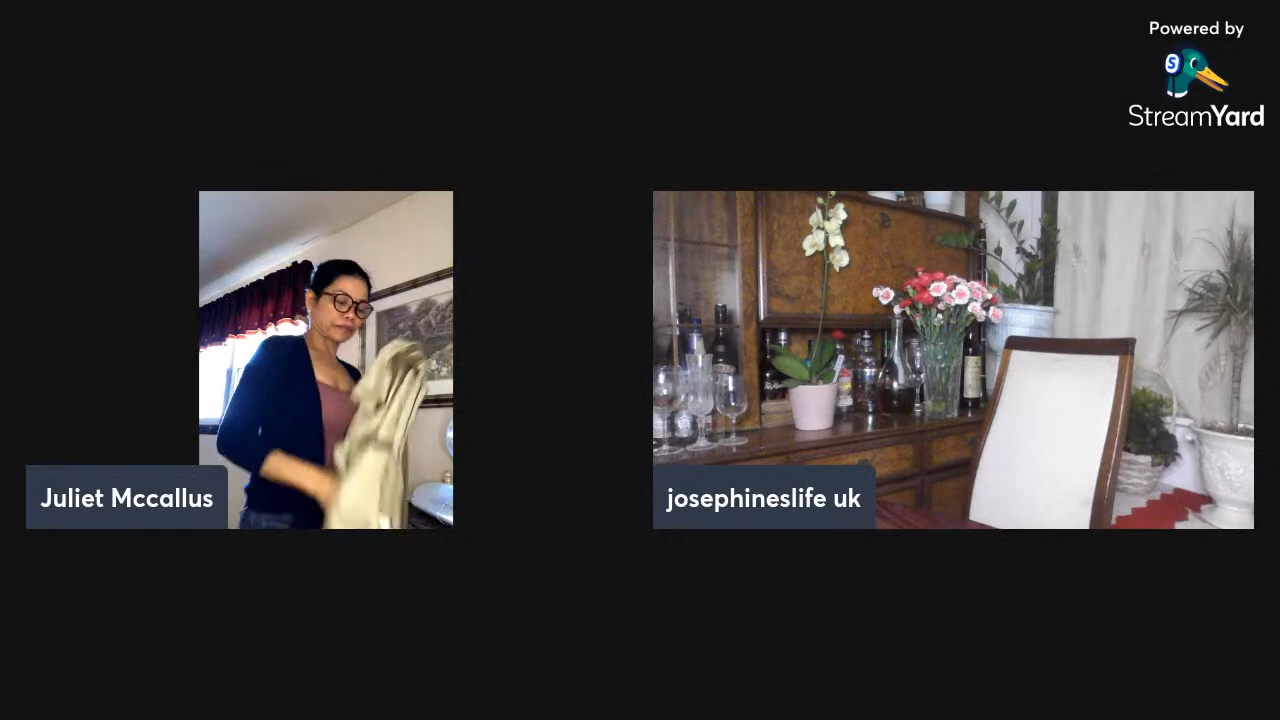 Powered by
S
StreamYard
Juliet Mccallus
josephineslife uk